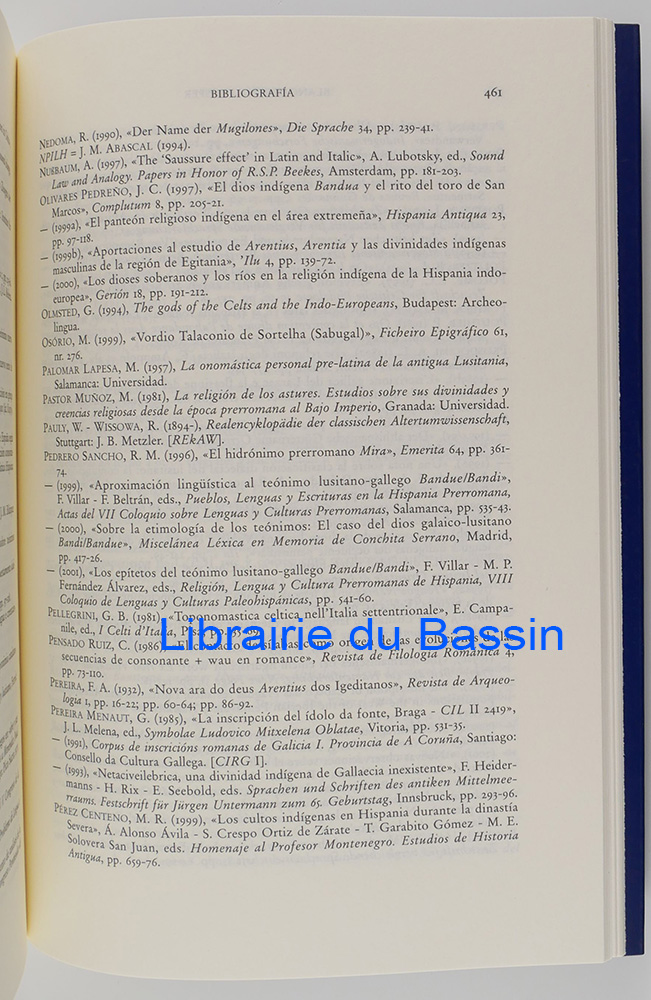 BIBLIOGRAFÍA 461
NEDOMA, R. (1990), «Der Name der Mugilones», Die Sprache 34, pp. 239-41.
NPILH = J. M. ABASCAL (1994).
NUSSBAUM, A. (1997), «The 'Saussure effect' in Latin and Italic», A. Lubotsky, ed., Sound
Law and Analogy. Papers in Honor of R.S.P. Beekes, Amsterdam, pp. 181-203.
OLIVARES PEDREÑO, J. C. (1997), «El dios indígena Bandua y el rito del toro de San
Marcos», Complutum 8, pp. 205-21.
— (1999a), «El panteón religioso indígena en el área extremeña», Hispania Antiqua 23,
pp. 97-118.
— (1999b), «Aportaciones al estudio de Arentius, Arentia y las divinidades indígenas
masculinas de la región de Egitania», 'Ilu 4, pp. 139-72.
— (2000), «Los dioses soberanos y los ríos en la religión indígena de la Hispania indo-
europea», Gerión 18, pp. 191-212.
OLMSTED, G. (1994), The gods of the Celts and the Indo-Europeans, Budapest: Archeo-
lingua.
OSÓRIO, M. (1999), «Vordio Talaconio de Sortelha (Sabugal)», Ficheiro Epigráfico 61,
nr. 276.
PALOMAR LAPESA, M. (1957), La onomástica personal pre-latina de la antigua Lusitania,
Salamanca: Universidad.
PASTOR MUÑOZ, M. (1981), La religión de los astures. Estudios sobre sus divinidades y
creencias religiosas desde la época prerromana al Bajo Imperio, Granada: Universidad.
PAULY, W. - WISSOWA, R. (1894-), Realencyklopädie der classischen Altertumwissenschaft,
Stuttgart: J. B. Metzler. [REkAW].
PEDRERO SANCHO, R. M. (1996), «El hidrónimo prerromano Mira», Emerita 64, pp. 361-
74.
— (1999), «Aproximación lingüística al teónimo lusitano-gallego Bandue/Bandi»,
F. Villar - F. Beltrán, eds., Pueblos, Lenguas y Escrituras en la Hispania Prerromana,
Actas del VII Coloquio sobre Lenguas y Culturas Prerromanas, Salamanca, pp. 535-43.
— (2000), «Sobre la etimología de los teónimos: El caso del dios galaico-lusitano
Bandi/Bandue», Miscelánea Léxica en Memoria de Conchita Serrano, Madrid,
pp. 417-26.
— (2001), «Los epítetos del teónimo lusitano-gallego Bandue/Bandi», F. Villar - M. P.
Fernández Álvarez, eds., Religión, Lengua y Cultura Prerromanas de Hispania, VIII
Coloquio de Lenguas y Culturas Paleohispánicas, pp. 541-60.
PELLEGRINI, G. B. (1981), «Toponomastica celtica nell'Italia settentrionale», E. Campa-
nile, ed., I Celti d'Italia, Pisa, pp.
Librairie du Bassin
PENSADO RUIZ, C. (1986), «El las
secuencias de consonante + wau en romance», Revista de Filología Románica 4,
pp. 73-110.
PEREIRA, F. A. (1932), «Nova ara do deus Arentius dos Igeditanos», Revista de Arqueo-
logia 1, pp. 16-22; pp. 60-64; pp. 86-92.
PEREIRA MENAUT, G. (1985), «La inscripción del ídolo da fonte, Braga - CIL II 2419»,
J. L. Melena, ed., Symbolae Ludovico Mitxelena Oblatae, Vitoria, pp. 531-35.
— (1991), Corpus de inscricións romanas de Galicia I. Provincia de A Coruña, Santiago:
Consello da Cultura Gallega. [CIRG I].
— (1993), «Netaciveilebrica, una divinidad indígena de Gallaecia inexistente», F. Heider-
manns - H. Rix - E. Seebold, eds. Sprachen und Schriften des antiken Mittelmee-
rraums. Festschrift für Jürgen Untermann zum 65. Geburtstag, Innsbruck, pp. 293-96.
PÉREZ CENTENO, M. R. (1999), «Los cultos indígenas en Hispania durante la dinastía
Severa», Á. Alonso Ávila - S. Crespo Ortiz de Zárate - T. Garabito Gómez - M. E.
Solovera San Juan, eds. Homenaje al Profesor Montenegro. Estudios de Historia
Antigua, pp. 659-76.